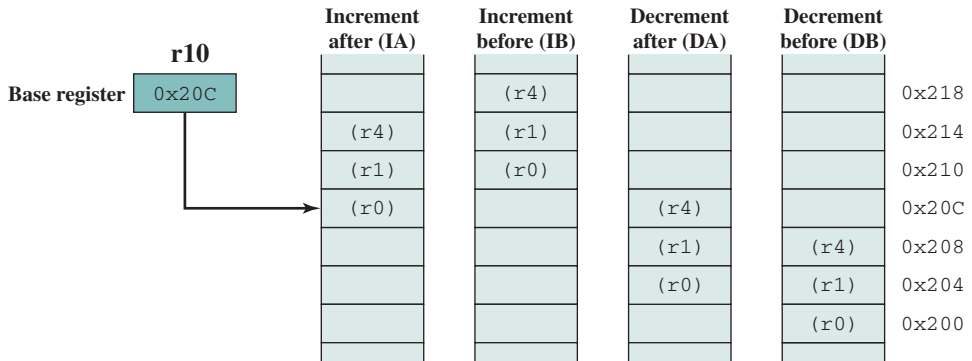 Increment after (IA)
Increment before (IB)
Decrement after (DA)
Decrement before (DB)
r10
Base register 0x20C
(r4) 0x218
(r4) (r1) 0x214
(r1) (r0) 0x210
(r0) (r4) 0x20C
(r1) (r4) 0x208
(r0) (r1) 0x204
(r0) 0x200